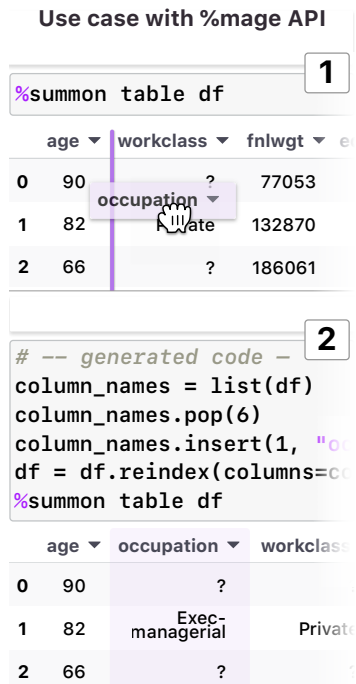 Use case with %mage API
1
%summon table df
age workclass fnlwgt
0 90 ? 77053
occupation
1 82 132870
2 66 ? 186061
2
# -- generated code –
column_names = list(df)
column_names.pop(6)
column_names.insert(1, "o
df = df.reindex(columns=c
%summon table df
age occupation workclass
0 90 ?
1 82 Exec-managerial Private
2 66 ?